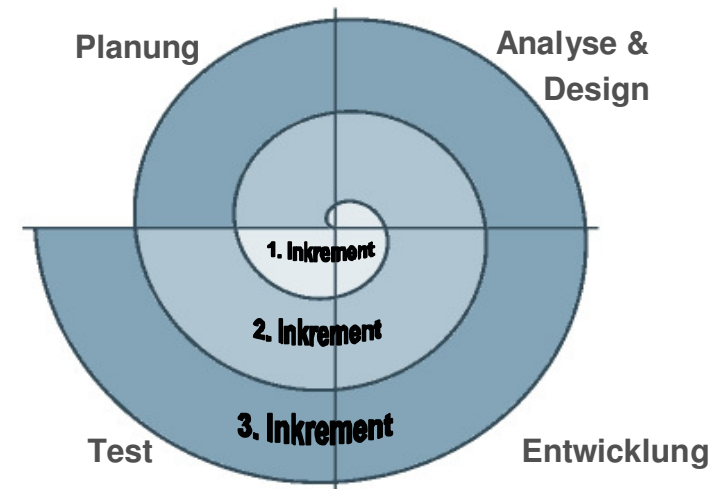 Planung
Analyse &
Design
1. Inkrement
2. Inkrement
3. Inkrement
Test
Entwicklung